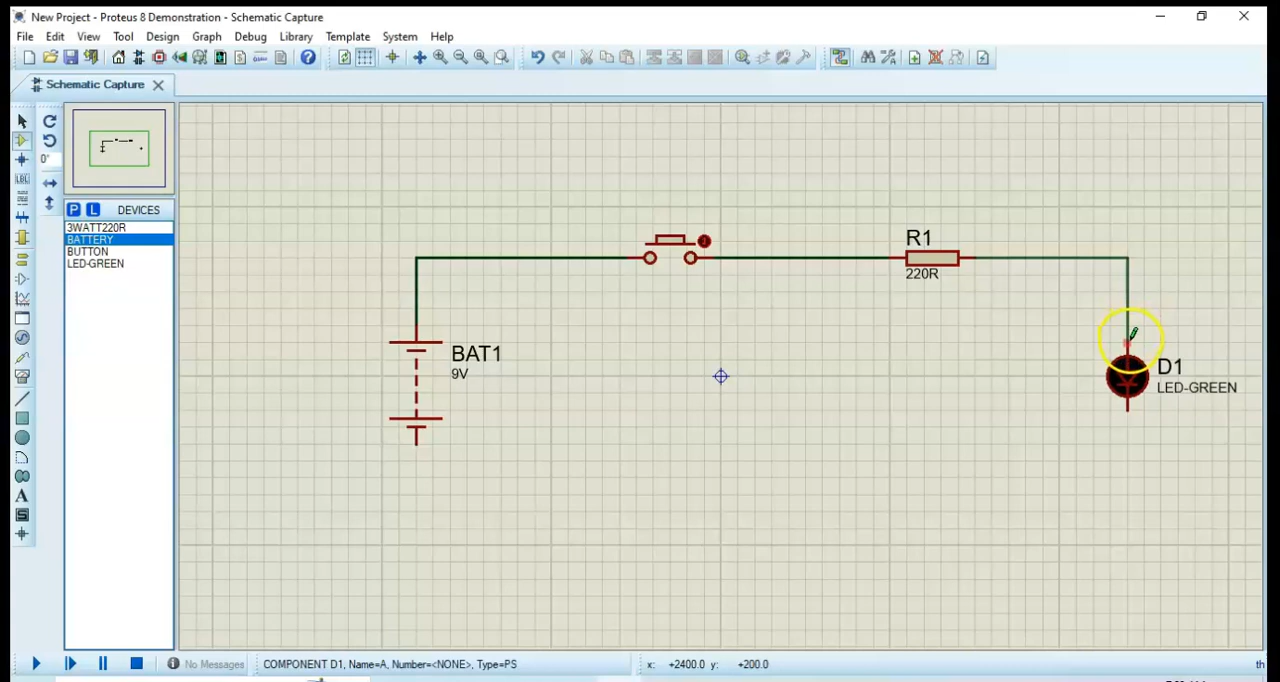 New Project - Proteus 8 Demonstration - Schematic Capture
File Edit View Tool Design Graph Debug Library Template System Help
Schematic Capture
0°
LBL
P L DEVICES
3WATT220R
BATTERY
BUTTON
LED-GREEN
A
S
R1
220R
BAT1
9V
D1
LED-GREEN
No Messages
COMPONENT D1, Name=A, Number=<NONE>, Type=PS
x: +2400.0 y: +200.0
th